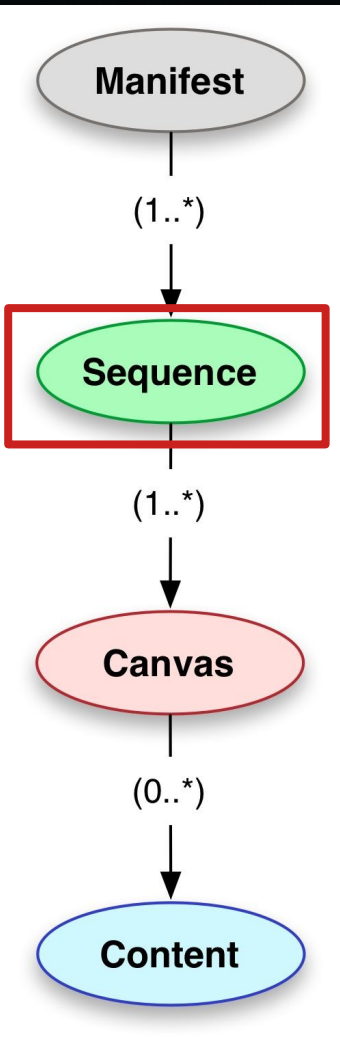 Manifest
(1..*)
Sequence
(1..*)
Canvas
(0..*)
Content